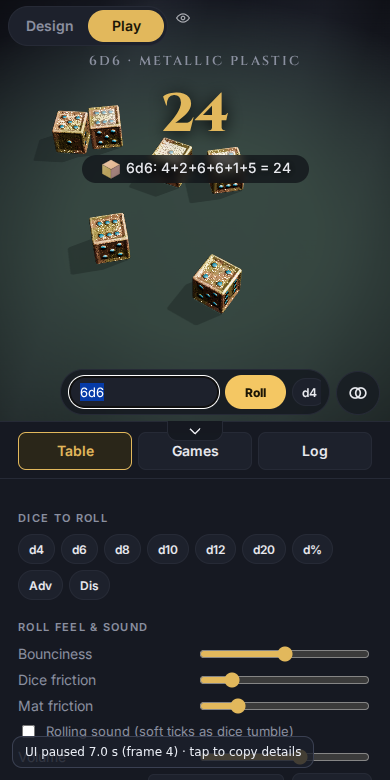 Design Play
6D6 · METALLIC PLASTIC
24
6d6: 4+2+6+6+1+5 = 24
6d6 Roll d4
Table Games Log
DICE TO ROLL
d4 d6 d8 d10 d12 d20 d%
Adv Dis
ROLL FEEL & SOUND
Bounciness
Dice friction
Mat friction
Rolling sound (soft ticks as dice tumble)
Volume
UI paused 7.0 s (frame 4) · tap to copy details